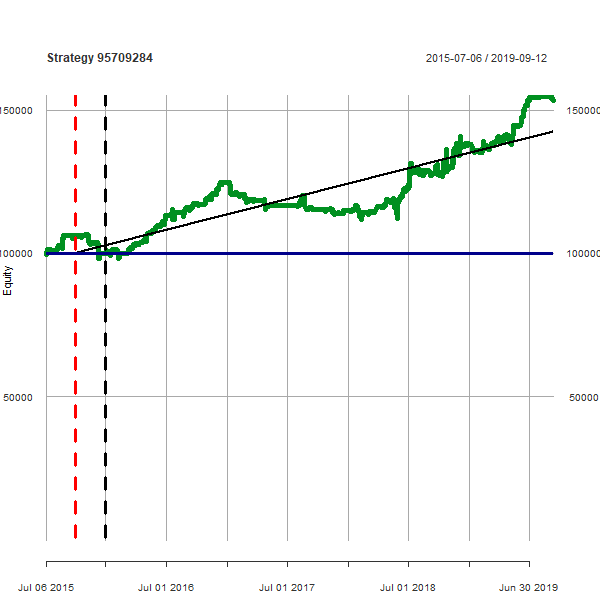 Strategy 95709284 2015-07-06 / 2019-09-12
150000 150000
100000 100000
Equity
50000 50000
Jul 06 2015 Jul 01 2016 Jul 01 2017 Jul 01 2018 Jun 30 2019